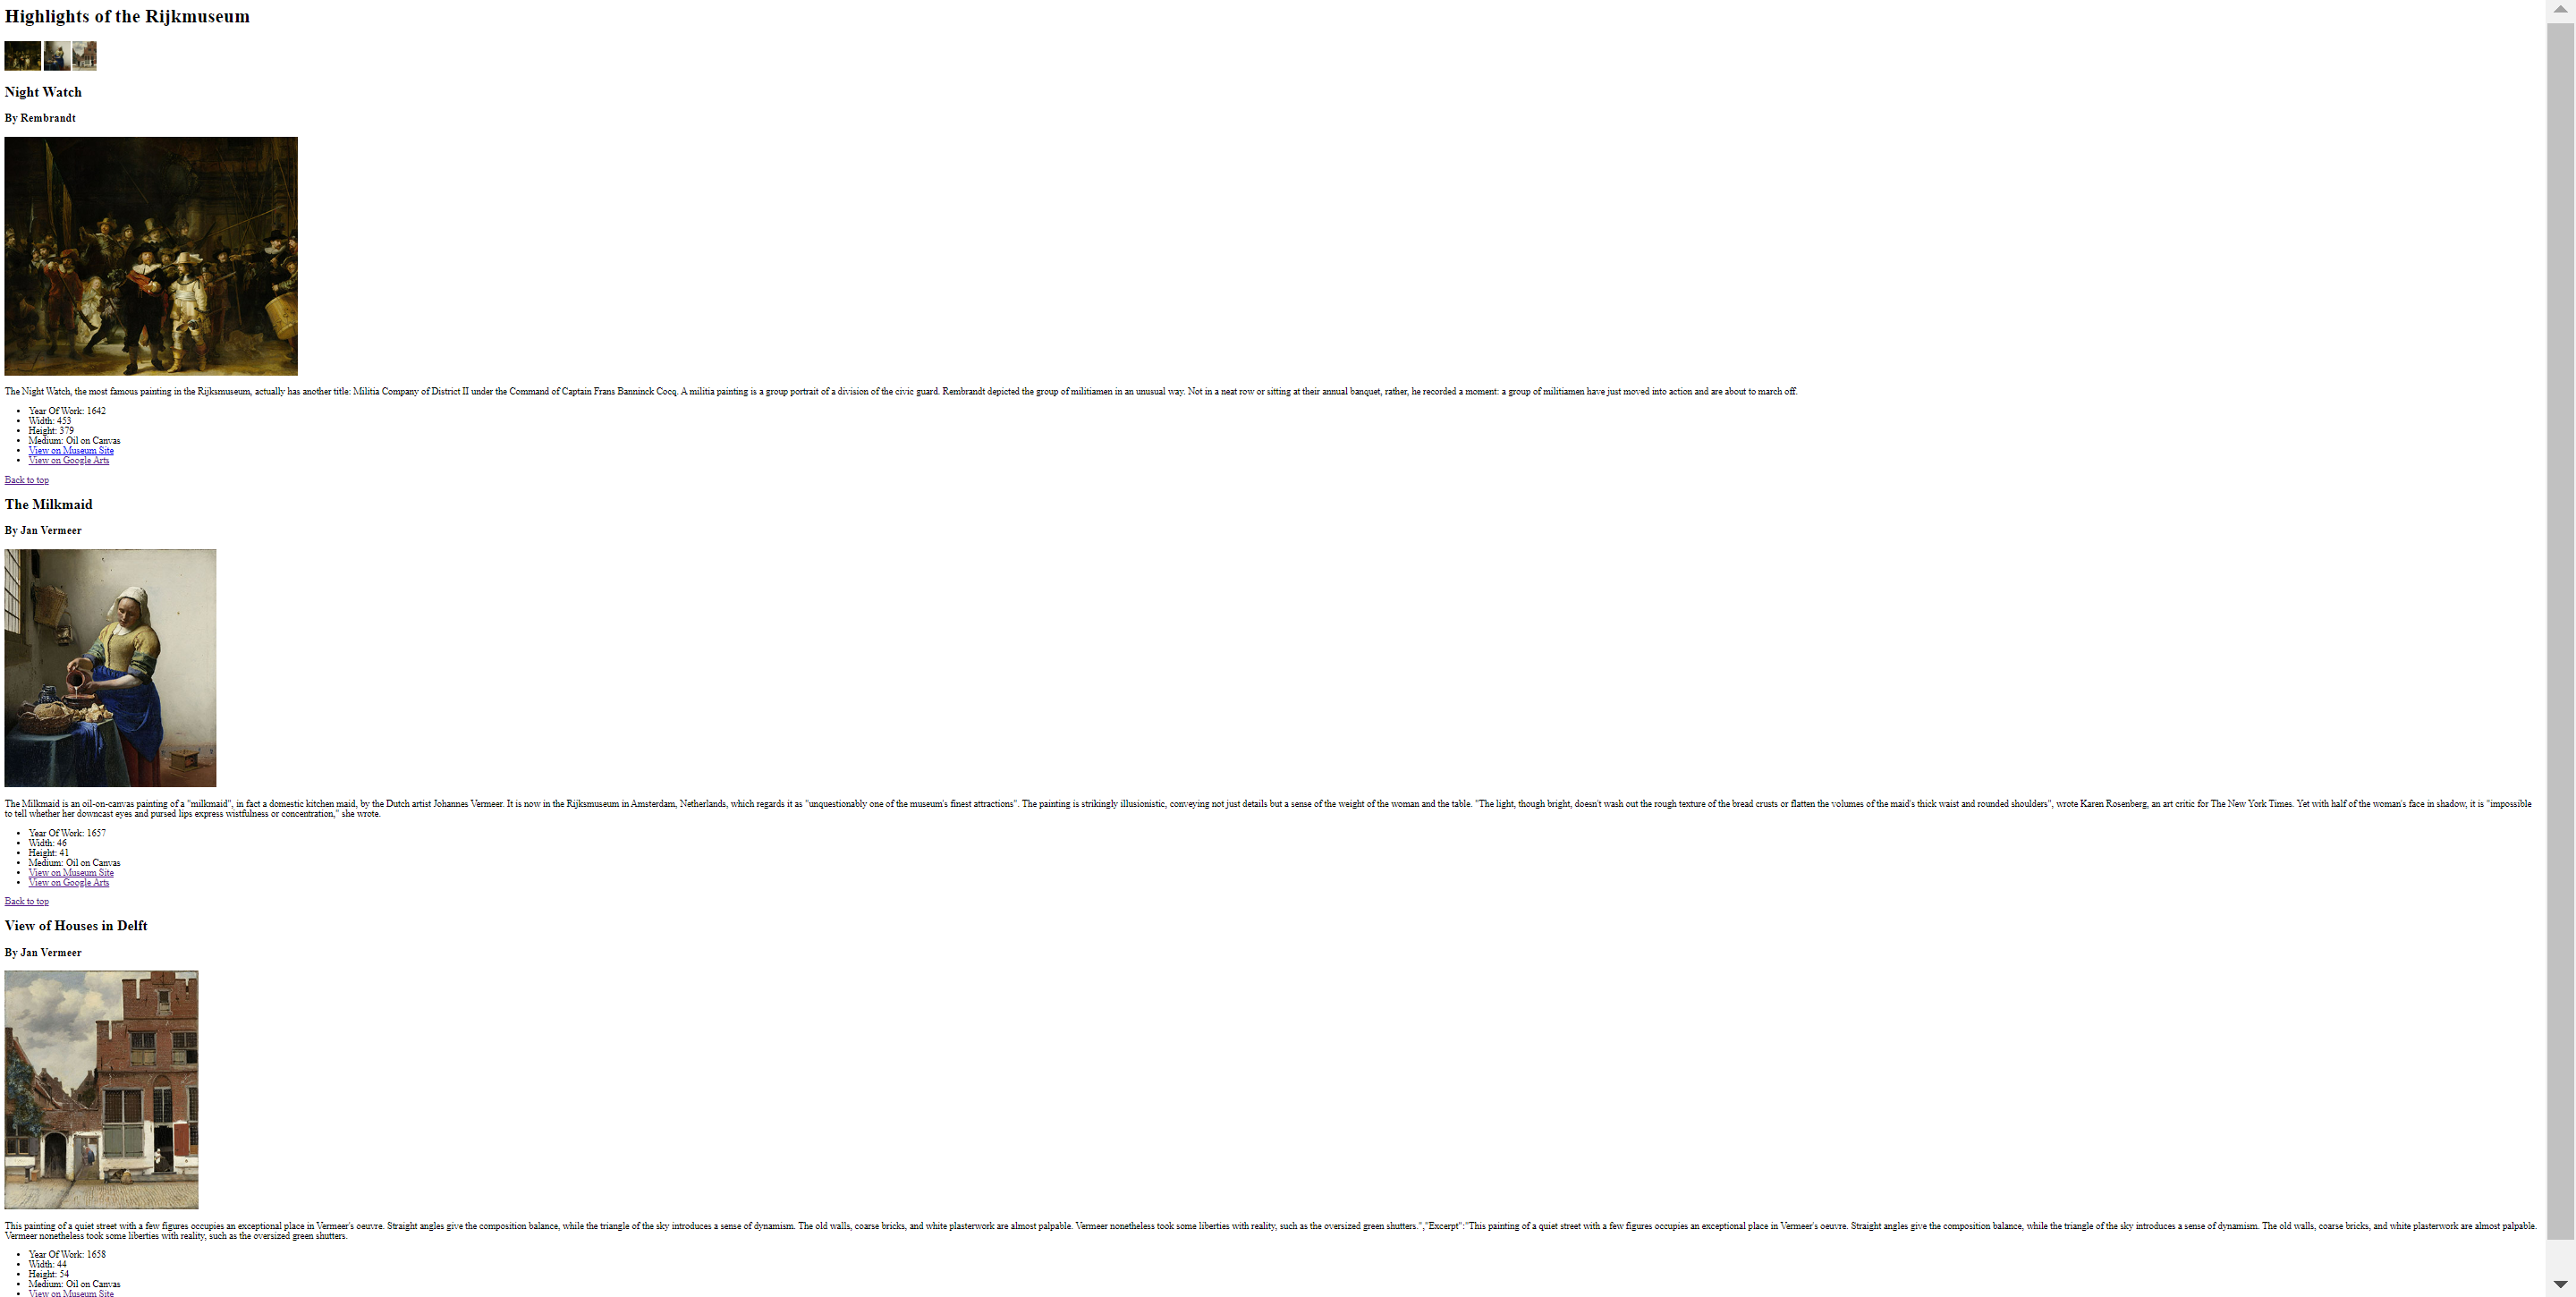 Highlights of the Rijkmuseum
Night Watch
By Rembrandt
The Night Watch, the most famous painting in the Rijksmuseum, actually has another title: Militia Company of District II under the Command of Captain Frans Banninck Cocq. A militia painting is a group portrait of a division of the civic guard. Rembrandt depicted the group of militiamen in an unusual way. Not in a neat row or sitting at their annual banquet, rather, he recorded a moment: a group of militiamen have just moved into action and are about to march off.
Year Of Work: 1642
Width: 453
Height: 379
Medium: Oil on Canvas
View on Museum Site
View on Google Arts
Back to top
The Milkmaid
By Jan Vermeer
The Milkmaid is an oil-on-canvas painting of a "milkmaid", in fact a domestic kitchen maid, by the Dutch artist Johannes Vermeer. It is now in the Rijksmuseum in Amsterdam, Netherlands, which regards it as "unquestionably one of the museum's finest attractions". The painting is strikingly illusionistic, conveying not just details but a sense of the weight of the woman and the table. "The light, though bright, doesn't wash out the rough texture of the bread crusts or flatten the volumes of the maid's thick waist and rounded shoulders", wrote Karen Rosenberg, an art critic for The New York Times. Yet with half of the woman's face in shadow, it is "impossible
to tell whether her downcast eyes and pursed lips express wistfulness or concentration," she wrote.
Year Of Work: 1657
Width: 46
Height: 41
Medium: Oil on Canvas
View on Museum Site
View on Google Arts
Back to top
View of Houses in Delft
By Jan Vermeer
This painting of a quiet street with a few figures occupies an exceptional place in Vermeer's oeuvre. Straight angles give the composition balance, while the triangle of the sky introduces a sense of dynamism. The old walls, coarse bricks, and white plasterwork are almost palpable. Vermeer nonetheless took some liberties with reality, such as the oversized green shutters.","Excerpt":"This painting of a quiet street with a few figures occupies an exceptional place in Vermeer's oeuvre. Straight angles give the composition balance, while the triangle of the sky introduces a sense of dynamism. The old walls, coarse bricks, and white plasterwork are almost palpable.
Vermeer nonetheless took some liberties with reality, such as the oversized green shutters.
Year Of Work: 1658
Width: 44
Height: 54
Medium: Oil on Canvas
View on Museum Site